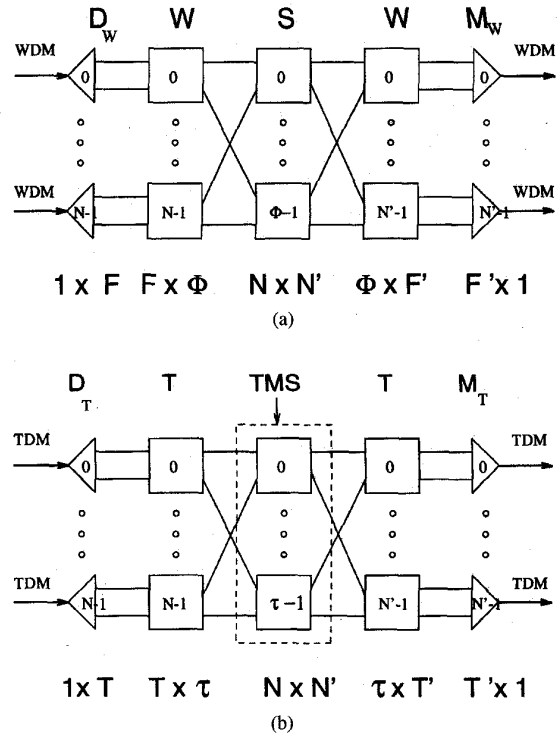 D_W W S W M_W
WDM 0 0 0 0 0 WDM
WDM N-1 N-1 Φ-1 N'-1 N'-1 WDM
1 x F F x Φ N x N' Φ x F' F' x 1
(a)
D_T T TMS T M_T
TDM 0 0 0 0 0 TDM
TDM N-1 N-1 τ-1 N'-1 N'-1 TDM
1 x T T x τ N x N' τ x T' T' x 1
(b)